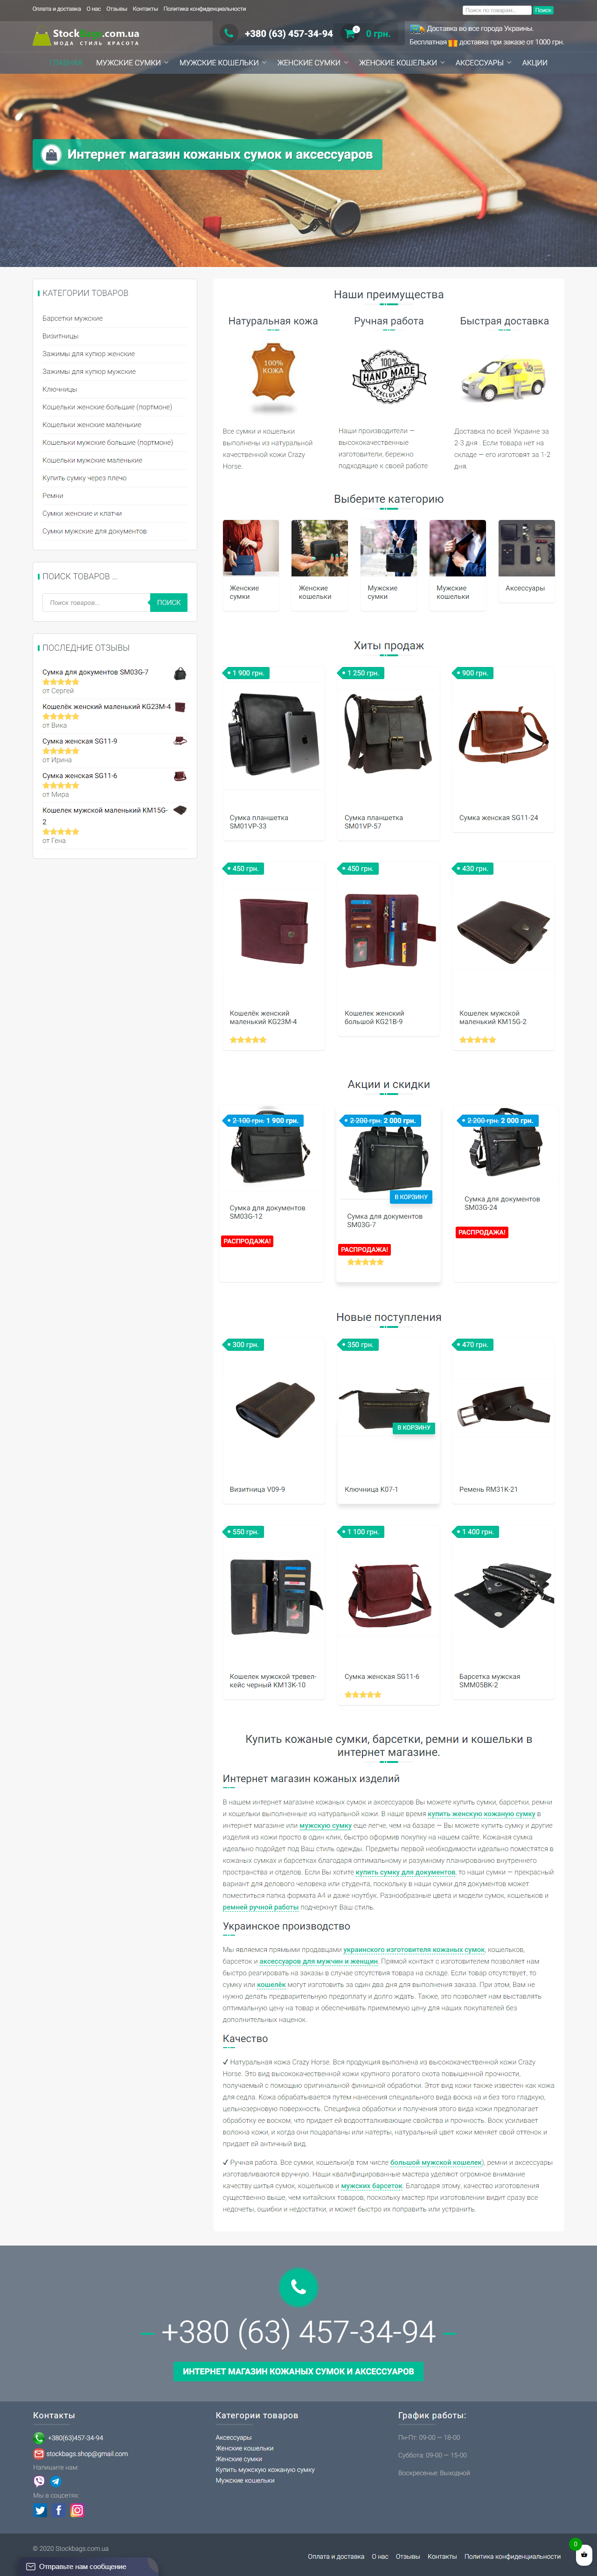 Оплата и доставка О нас Отзывы Контакты Политика конфиденциальности
Поиск по товарам... Поиск
StockBags.com.ua
МОДА СТИЛЬ КРАСОТА
+380 (63) 457-34-94
0
0 грн.
Доставка во все города Украины.
Бесплатная доставка при заказе от 1000 грн.
ГЛАВНАЯ МУЖСКИЕ СУМКИ МУЖСКИЕ КОШЕЛЬКИ ЖЕНСКИЕ СУМКИ ЖЕНСКИЕ КОШЕЛЬКИ АКСЕССУАРЫ АКЦИИ
Интернет магазин кожаных сумок и аксессуаров
КАТЕГОРИИ ТОВАРОВ
Барсетки мужские
Визитницы
Зажимы для купюр женские
Зажимы для купюр мужские
Ключницы
Кошельки женские большие (портмоне)
Кошельки женские маленькие
Кошельки мужские большие (портмоне)
Кошельки мужские маленькие
Купить сумку через плечо
Ремни
Сумки женские и клатчи
Сумки мужские для документов
ПОИСК ТОВАРОВ ...
Поиск товаров...
ПОИСК
ПОСЛЕДНИЕ ОТЗЫВЫ
Сумка для документов SM03G-7
от Сергей
Кошелёк женский маленький KG23M-4
от Вика
Сумка женская SG11-9
от Ирина
Сумка женская SG11-6
от Мира
Кошелек мужской маленький KM15G-
2
от Гена
Наши преимущества
Натуральная кожа
100%
КОЖА
Все сумки и кошельки
выполнены из натуральной
качественной кожи Crazy
Horse.
Ручная работа
100%
HAND MADE
EXCLUSIVE
Наши производители —
высококачественные
изготовители, бережно
подходящие к своей работе
Быстрая доставка
Доставка по всей Украине за
2-3 дня . Если товара нет на
складе — его изготовят за 1-2
дня.
Выберите категорию
Женские
сумки
Женские
кошельки
Мужские
сумки
Мужские
кошельки
Аксессуары
Хиты продаж
1 900 грн.
Сумка планшетка
SM01VP-33
1 250 грн.
Сумка планшетка
SM01VP-57
900 грн.
Сумка женская SG11-24
450 грн.
Кошелёк женский
маленький KG23M-4
450 грн.
Кошелек женский
большой KG21B-9
430 грн.
Кошелек мужской
маленький KM15G-2
Акции и скидки
2 100 грн. 1 900 грн.
Сумка для документов
SM03G-12
РАСПРОДАЖА!
2 200 грн. 2 000 грн.
В КОРЗИНУ
Сумка для документов
SM03G-7
РАСПРОДАЖА!
2 200 грн. 2 000 грн.
Сумка для документов
SM03G-24
РАСПРОДАЖА!
Новые поступления
300 грн.
Визитница V09-9
350 грн.
В КОРЗИНУ
Ключница K07-1
470 грн.
Ремень RM31K-21
550 грн.
Кошелек мужской тревел-
кейс черный KM13K-10
1 100 грн.
Сумка женская SG11-6
1 400 грн.
Барсетка мужская
SMM05BK-2
Купить кожаные сумки, барсетки, ремни и кошельки в
интернет магазине.
Интернет магазин кожаных изделий
В нашем интернет магазине кожаных сумок и аксессуаров Вы можете купить сумки, барсетки, ремни
и кошельки выполненные из натуральной кожи. В наше время купить женскую кожаную сумку в
интернет магазине или мужскую сумку еще легче, чем на базаре — Вы можете купить сумку и другие
изделия из кожи просто в один клик, быстро оформив покупку на нашем сайте. Кожаная сумка
идеально подойдет под Ваш стиль одежды. Предметы первой необходимости идеально поместятся в
кожаных сумках и барсетках благодаря оптимальному и разумному планированию внутреннего
пространства и отделов. Если Вы хотите купить сумку для документов, то наши сумки — прекрасный
вариант для делового человека или студента, поскольку в наши сумки для документов может
поместиться папка формата А4 и даже ноутбук. Разнообразные цвета и модели сумок, кошельков и
ремней ручной работы подчеркнут Ваш стиль.
Украинское производство
Мы являемся прямыми продавцами украинского изготовителя кожаных сумок, кошельков,
барсеток и аксессуаров для мужчин и женщин. Прямой контакт с изготовителем позволяет нам
быстро реагировать на заказы в случае отсутствия товара на складе. Если товар отсутствует, то
сумку или кошелёк могут изготовить за один два дня для выполнения заказа. При этом, Вам не
нужно делать предварительную предоплату и долго ждать. Также, это позволяет нам выставлять
оптимальную цену на товар и обеспечивать приемлемую цену для наших покупателей без
дополнительных наценок.
Качество
✓ Натуральная кожа Crazy Horse. Вся продукция выполнена из высококачественной кожи Crazy
Horse. Это вид высококачественной кожи крупного рогатого скота повышенной прочности,
получаемый с помощью оригинальной финишной обработки. Этот вид кожи также известен как кожа
для седла. Кожа обрабатывается путем нанесения специального вида воска на и без того гладкую,
цельнозерновую поверхность. Специфика обработки и получения этого вида кожи предполагает
обработку ее воском, что придает ей водоотталкивающие свойства и прочность. Воск усиливает
волокна кожи, и когда они поцарапаны или натерты, натуральный цвет кожи меняет свой оттенок и
придает ей античный вид.
✓ Ручная работа. Все сумки, кошельки(в том числе большой мужской кошелек), ремни и аксессуары
изготавливаются вручную. Наши квалифицированные мастера уделяют огромное внимание
качеству шитья сумок, кошельков и мужских барсеток. Благодаря этому, качество изготовления
существенно выше, чем китайских товаров, поскольку мастер при изготовлении видит сразу все
недочеты, ошибки и недостатки, и может быстро их поправить или устранить.
+380 (63) 457-34-94
ИНТЕРНЕТ МАГАЗИН КОЖАНЫХ СУМОК И АКСЕССУАРОВ
Контакты
+380(63)457-34-94
stockbags.shop@gmail.com
Напишите нам:
Мы в соцсетях:
Категории товаров
Аксессуары
Женские кошельки
Женские сумки
Купить мужскую кожаную сумку
Мужские кошельки
График работы:
Пн-Пт: 09-00 — 18-00
Суббота: 09-00 — 15-00
Воскресенье: Выходной
© 2020 Stockbags.com.ua
Оплата и доставка О нас Отзывы Контакты Политика конфиденциальности
0
Отправьте нам сообщение